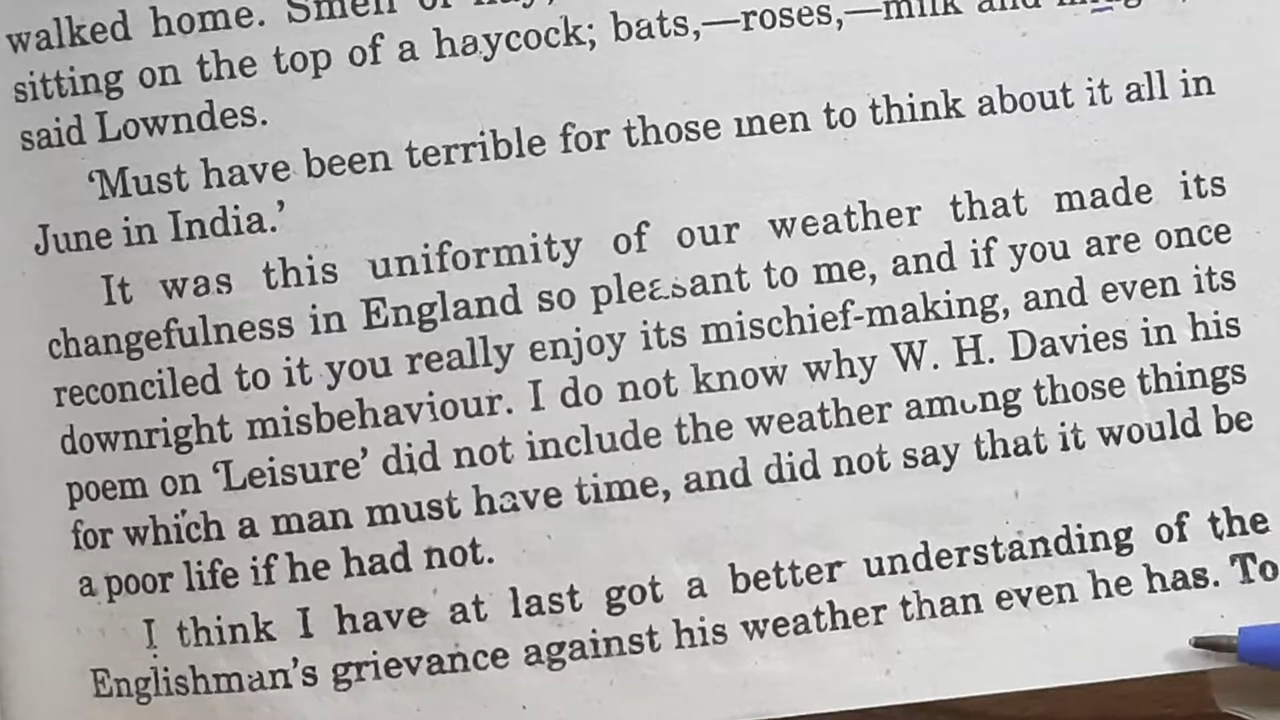 walked home. Smell of hay,
sitting on the top of a haycock; bats,—roses,—milk and
said Lowndes.
‘Must have been terrible for those men to think about it all in
June in India.’
It was this uniformity of our weather that made its
changefulness in England so pleasant to me, and if you are once
reconciled to it you really enjoy its mischief-making, and even its
downright misbehaviour. I do not know why W. H. Davies in his
poem on ‘Leisure’ did not include the weather among those things
for which a man must have time, and did not say that it would be
a poor life if he had not.
I think I have at last got a better understanding of the
Englishman’s grievance against his weather than even he has. To